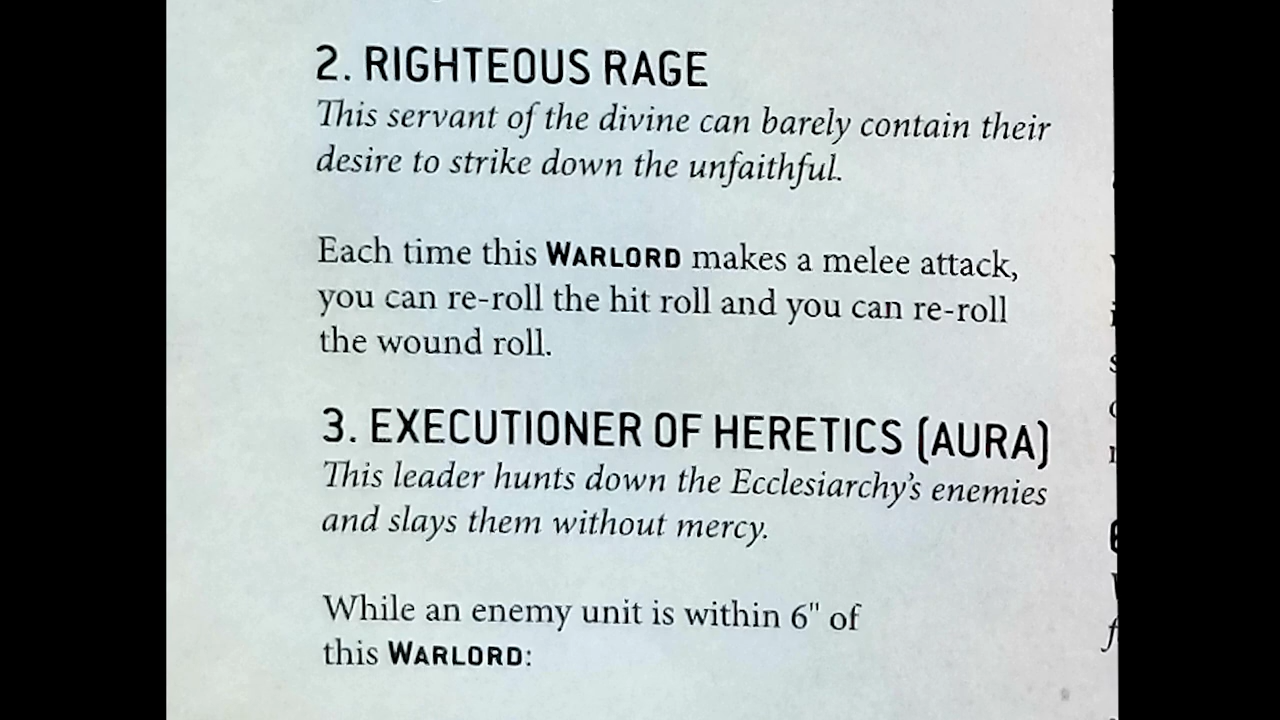 2. RIGHTEOUS RAGE
This servant of the divine can barely contain their
desire to strike down the unfaithful.
Each time this WARLORD makes a melee attack,
you can re-roll the hit roll and you can re-roll
the wound roll.
3. EXECUTIONER OF HERETICS (AURA)
This leader hunts down the Ecclesiarchy's enemies
and slays them without mercy.
While an enemy unit is within 6" of
this WARLORD: